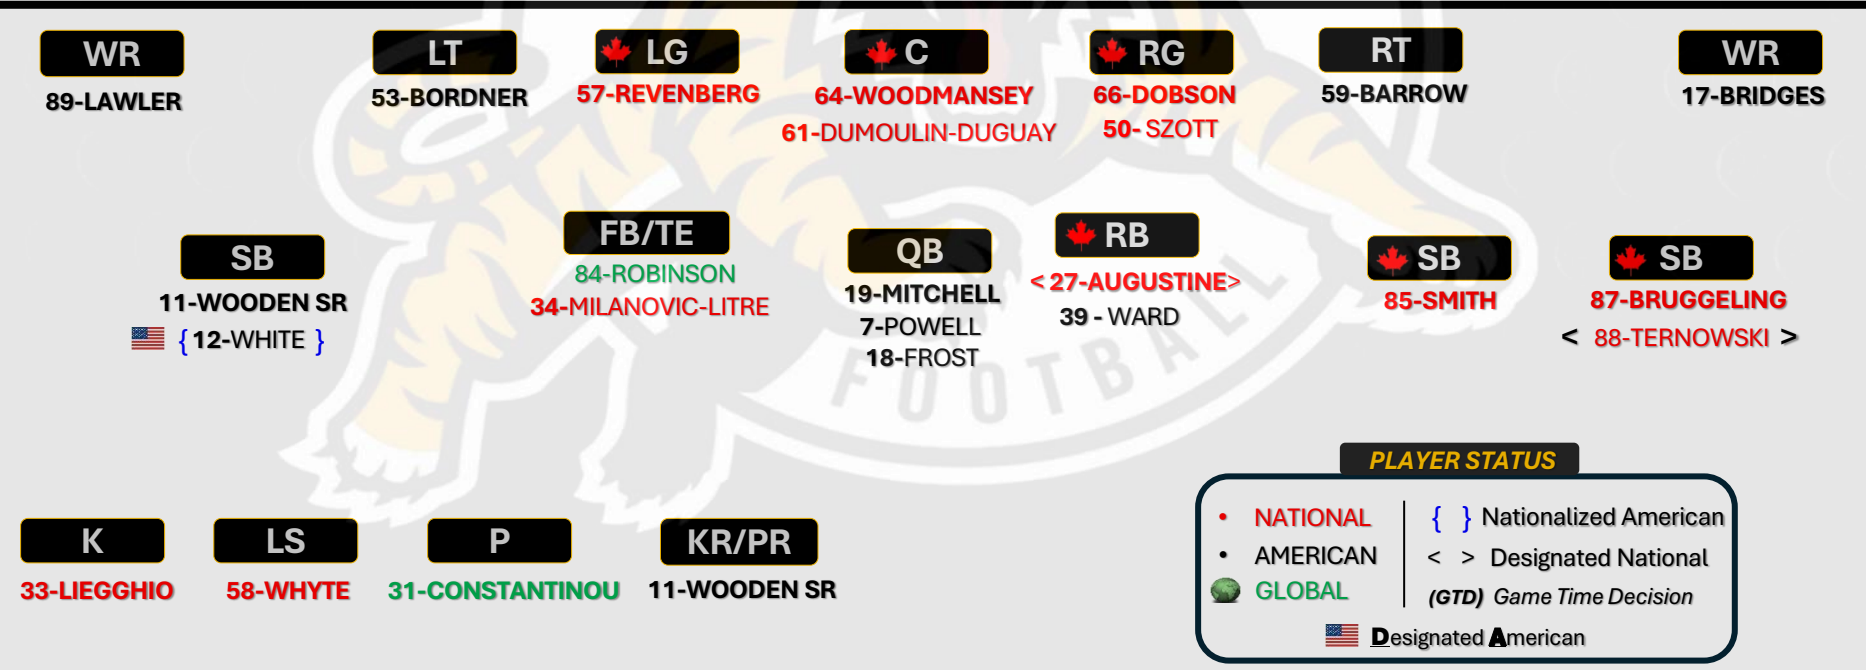 WR
89-LAWLER
LT
53-BORDNER
LG
57-REVENBERG
C
64-WOODMANSEY
61-DUMOULIN-DUGUAY
RG
66-DOBSON
50- SZOTT
RT
59-BARROW
WR
17-BRIDGES
SB
11-WOODEN SR
{ 12-WHITE }
FB/TE
84-ROBINSON
34-MILANOVIC-LITRE
QB
19-MITCHELL
7-POWELL
18-FROST
RB
< 27-AUGUSTINE>
39 - WARD
SB
85-SMITH
SB
87-BRUGGELING
< 88-TERNOWSKI >
FOOTBALL
K
33-LIEGGHIO
LS
58-WHYTE
P
31-CONSTANTINOU
KR/PR
11-WOODEN SR
PLAYER STATUS
• NATIONAL
• AMERICAN
GLOBAL
{ } Nationalized American
< > Designated National
(GTD) Game Time Decision
Designated American